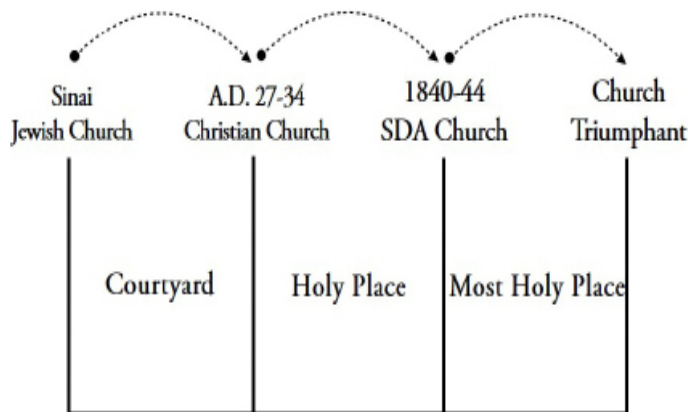 Sinai
Jewish Church
A.D. 27-34
Christian Church
1840-44
SDA Church
Church
Triumphant
Courtyard
Holy Place
Most Holy Place